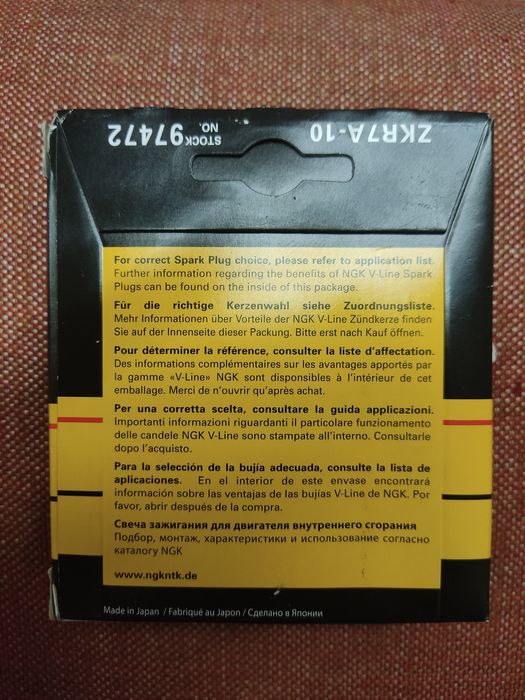 ZKR7A-10
STOCK NO. 97472
For correct Spark Plug choice, please refer to application list.
Further information regarding the benefits of NGK V-Line Spark
Plugs can be found on the inside of this package.
Für die richtige Kerzenwahl siehe Zuordnungsliste.
Mehr Informationen über Vorteile der NGK V-Line Zündkerze finden
Sie auf der Innenseite dieser Packung. Bitte erst nach Kauf öffnen.
Pour déterminer la référence, consulter la liste d'affectation.
Des informations complémentaires sur les avantages apportés par
la gamme «V-Line» NGK sont disponibles à l'intérieur de cet
emballage. Merci de n'ouvrir qu'après achat.
Per una corretta scelta, consultare la guida applicazioni.
Importanti informazioni riguardanti il particolare funzionamento
delle candele NGK V-Line sono stampate all'interno. Consultarle
dopo l'acquisto.
Para la selección de la bujía adecuada, consulte la lista de
aplicaciones. En el interior de este envase encontrará
información sobre las ventajas de las bujías V-Line de NGK. Por
favor, abrir después de la compra.
Свеча зажигания для двигателя внутреннего сгорания
Подбор, монтаж, характеристики и использование согласно
каталогу NGK
www.ngkntk.de
Made in Japan / Fabriqué au Japon / Сделано в Японии